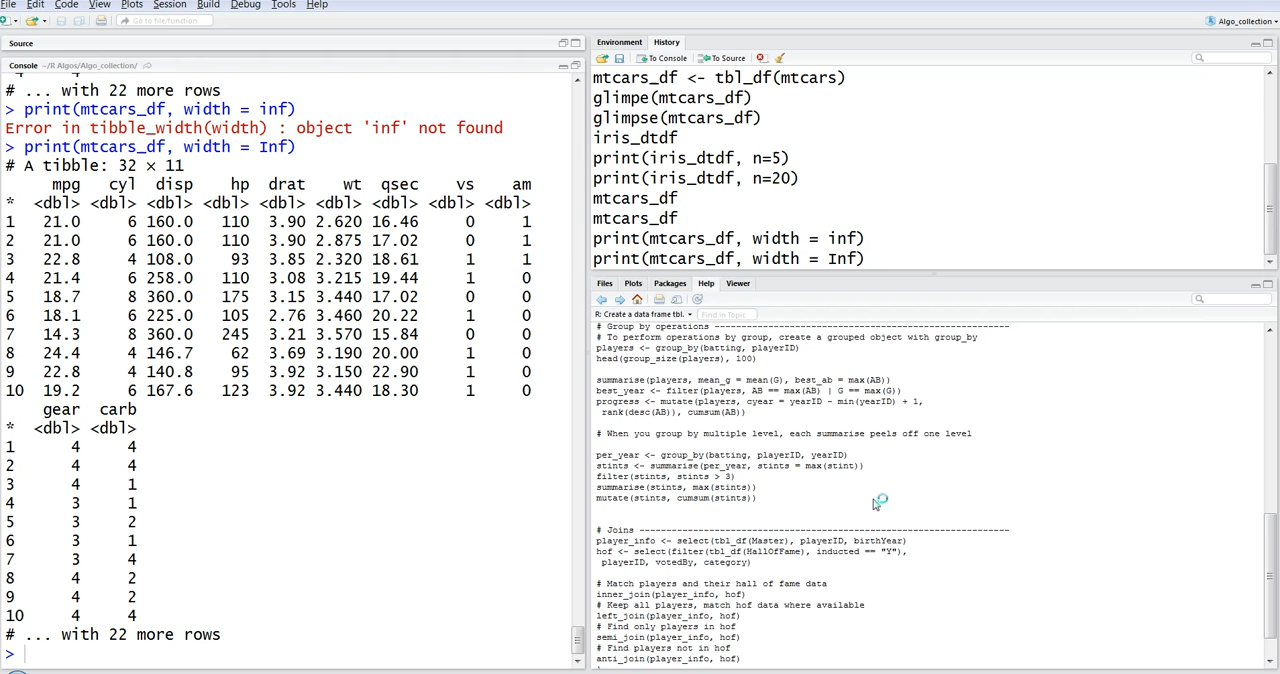 File Edit Code View Plots Session Build Debug Tools Help
Go to file/function
Algo_collection
Source
Console ~/R Algos/Algo_collection/
# ... with 22 more rows
> print(mtcars_df, width = inf)
Error in tibble_width(width) : object 'inf' not found
> print(mtcars_df, width = Inf)
# A tibble: 32 × 11
mpg cyl disp hp drat wt qsec vs am
* <dbl> <dbl> <dbl> <dbl> <dbl> <dbl> <dbl> <dbl> <dbl>
1 21.0 6 160.0 110 3.90 2.620 16.46 0 1
2 21.0 6 160.0 110 3.90 2.875 17.02 0 1
3 22.8 4 108.0 93 3.85 2.320 18.61 1 1
4 21.4 6 258.0 110 3.08 3.215 19.44 1 0
5 18.7 8 360.0 175 3.15 3.440 17.02 0 0
6 18.1 6 225.0 105 2.76 3.460 20.22 1 0
7 14.3 8 360.0 245 3.21 3.570 15.84 0 0
8 24.4 4 146.7 62 3.69 3.190 20.00 1 0
9 22.8 4 140.8 95 3.92 3.150 22.90 1 0
10 19.2 6 167.6 123 3.92 3.440 18.30 1 0
gear carb
* <dbl> <dbl>
1 4 4
2 4 4
3 4 1
4 3 1
5 3 2
6 3 1
7 3 4
8 4 2
9 4 2
10 4 4
# ... with 22 more rows
>
Environment History
To Console To Source
mtcars_df <- tbl_df(mtcars)
glimpe(mtcars_df)
glimpse(mtcars_df)
iris_dtdf
print(iris_dtdf, n=5)
print(iris_dtdf, n=20)
mtcars_df
mtcars_df
print(mtcars_df, width = inf)
print(mtcars_df, width = Inf)
Files Plots Packages Help Viewer
R: Create a data frame tbl. Find in Topic
# Group by operations -------------------------------------------------------
# To perform operations by group, create a grouped object with group_by
players <- group_by(batting, playerID)
head(group_size(players), 100)
summarise(players, mean_g = mean(G), best_ab = max(AB))
best_year <- filter(players, AB == max(AB) | G == max(G))
progress <- mutate(players, cyear = yearID - min(yearID) + 1,
rank(desc(AB)), cumsum(AB))
# When you group by multiple level, each summarise peels off one level
per_year <- group_by(batting, playerID, yearID)
stints <- summarise(per_year, stints = max(stint))
filter(stints, stints > 3)
summarise(stints, max(stints))
mutate(stints, cumsum(stints))
# Joins ---------------------------------------------------------------------
player_info <- select(tbl_df(Master), playerID, birthYear)
hof <- select(filter(tbl_df(HallOfFame), inducted == "Y"),
playerID, votedBy, category)
# Match players and their hall of fame data
inner_join(player_info, hof)
# Keep all players, match hof data where available
left_join(player_info, hof)
# Find only players in hof
semi_join(player_info, hof)
# Find players not in hof
anti_join(player_info, hof)